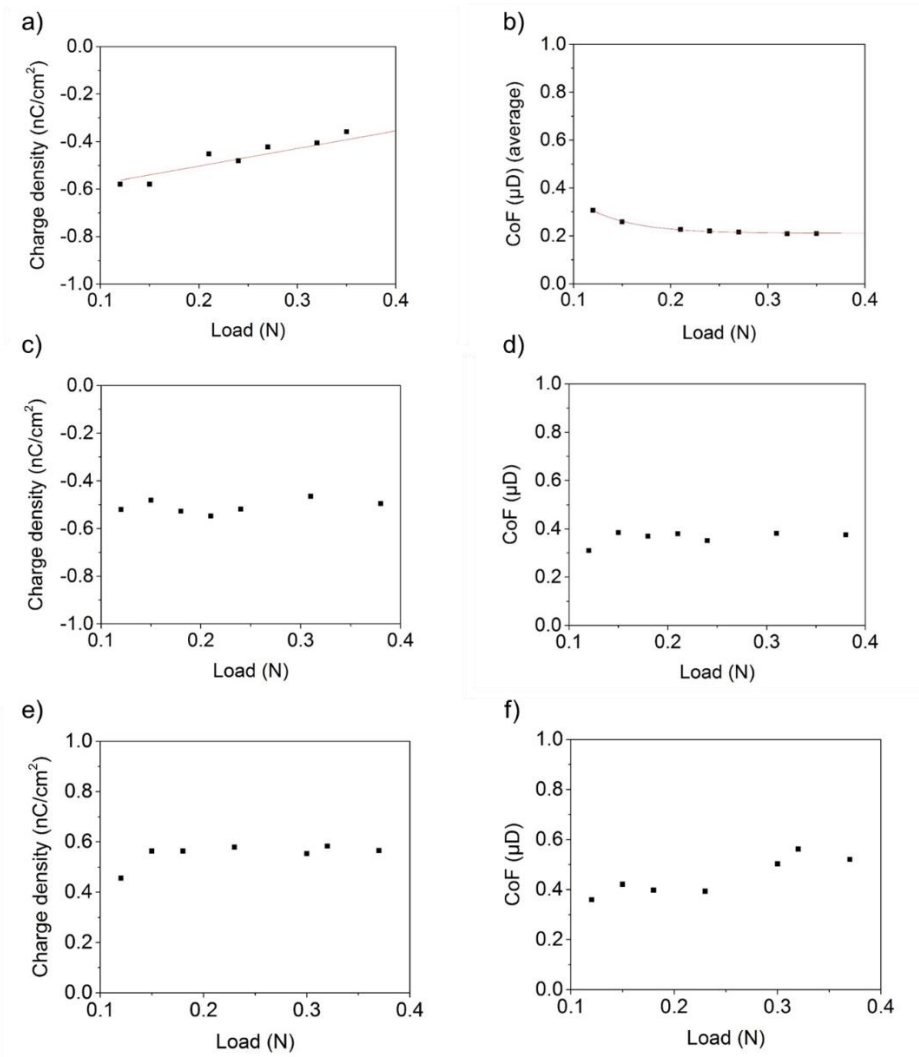 a)
Charge density (nC/cm²)
0.0
-0.2
-0.4
-0.6
-0.8
-1.0
0.1 0.2 0.3 0.4
Load (N)
b)
CoF (µD) (average)
1.0
0.8
0.6
0.4
0.2
0.0
0.1 0.2 0.3 0.4
Load (N)
c)
Charge density (nC/cm²)
0.0
-0.2
-0.4
-0.6
-0.8
-1.0
0.1 0.2 0.3 0.4
Load (N)
d)
CoF (µD)
1.0
0.8
0.6
0.4
0.2
0.0
0.1 0.2 0.3 0.4
Load (N)
e)
Charge density (nC/cm²)
1.0
0.8
0.6
0.4
0.2
0.0
0.1 0.2 0.3 0.4
Load (N)
f)
CoF (µD)
1.0
0.8
0.6
0.4
0.2
0.0
0.1 0.2 0.3 0.4
Load (N)